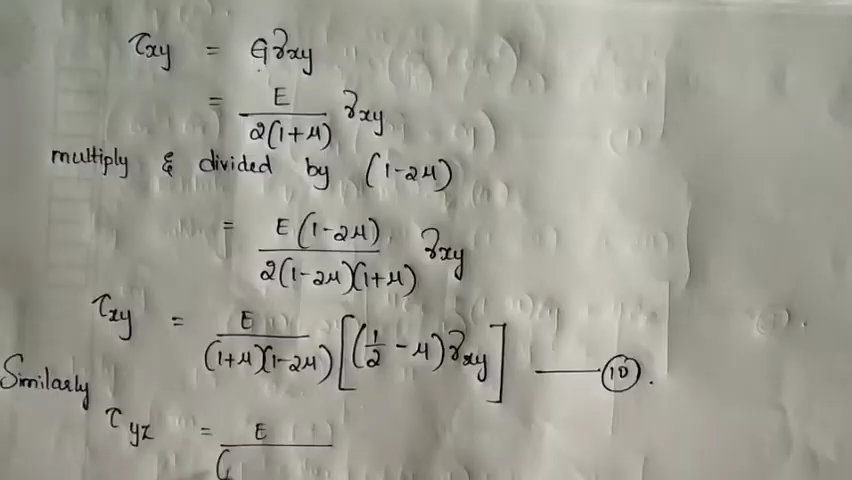 τxy = Gγxy
= E / 2(1+μ) γxy
multiply & divided by (1-2μ)
= E(1-2μ) / 2(1-2μ)(1+μ) γxy
τxy = E / (1+μ)(1-2μ) [(1/2 - μ)γxy] —— (10).
Similarly
τyz = E / (